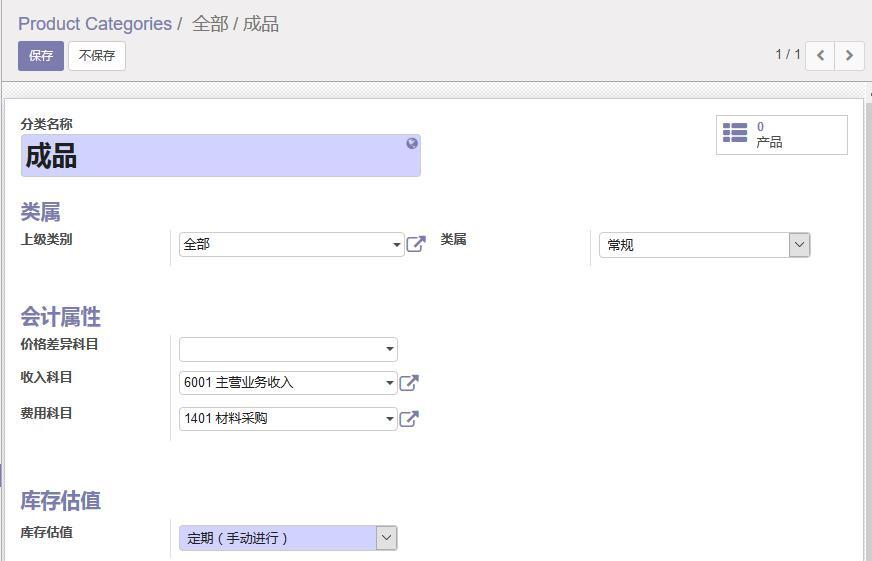 Product Categories / 全部 / 成品
保存 不保存
1 / 1
分类名称
成品
0
产品
类属
上级类别 全部 类属 常规
会计属性
价格差异科目
收入科目 6001 主营业务收入
费用科目 1401 材料采购
库存估值
库存估值 定期（手动进行）